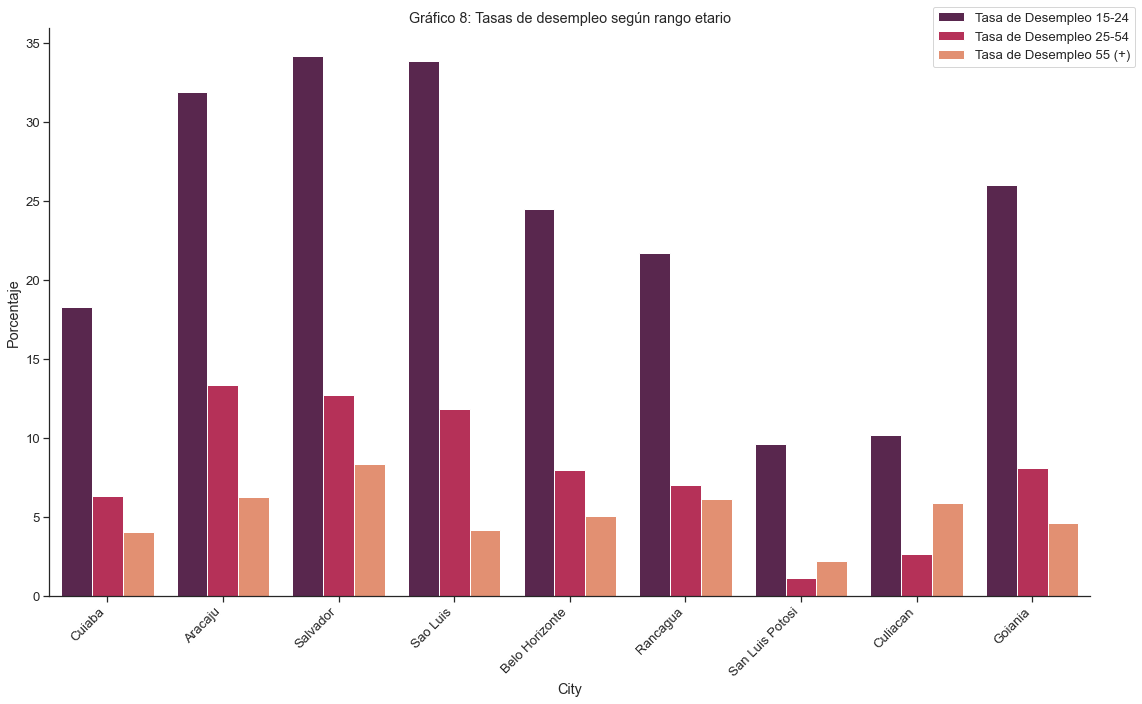 Gráfico 8: Tasas de desempleo según rango etario
Tasa de Desempleo 15-24
Tasa de Desempleo 25-54
Tasa de Desempleo 55 (+)
Porcentaje
35
30
25
20
15
10
5
0
Cuiaba
Aracaju
Salvador
Sao Luis
Belo Horizonte
Rancagua
San Luis Potosi
Culiacan
Goiania
City